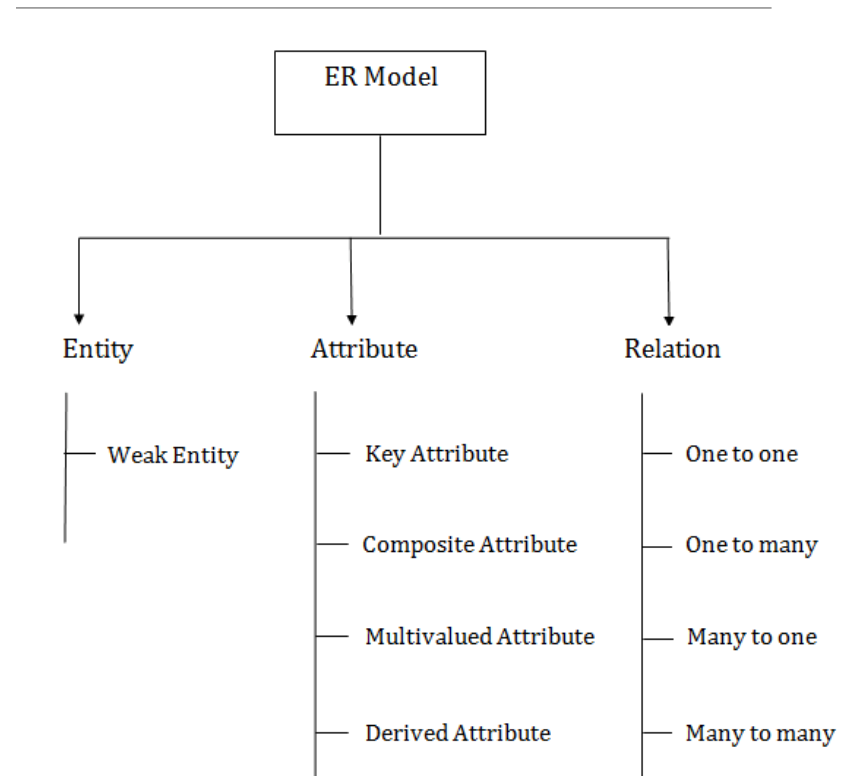 ER Model
Entity
Attribute
Relation
Weak Entity
Key Attribute
One to one
Composite Attribute
One to many
Multivalued Attribute
Many to one
Derived Attribute
Many to many